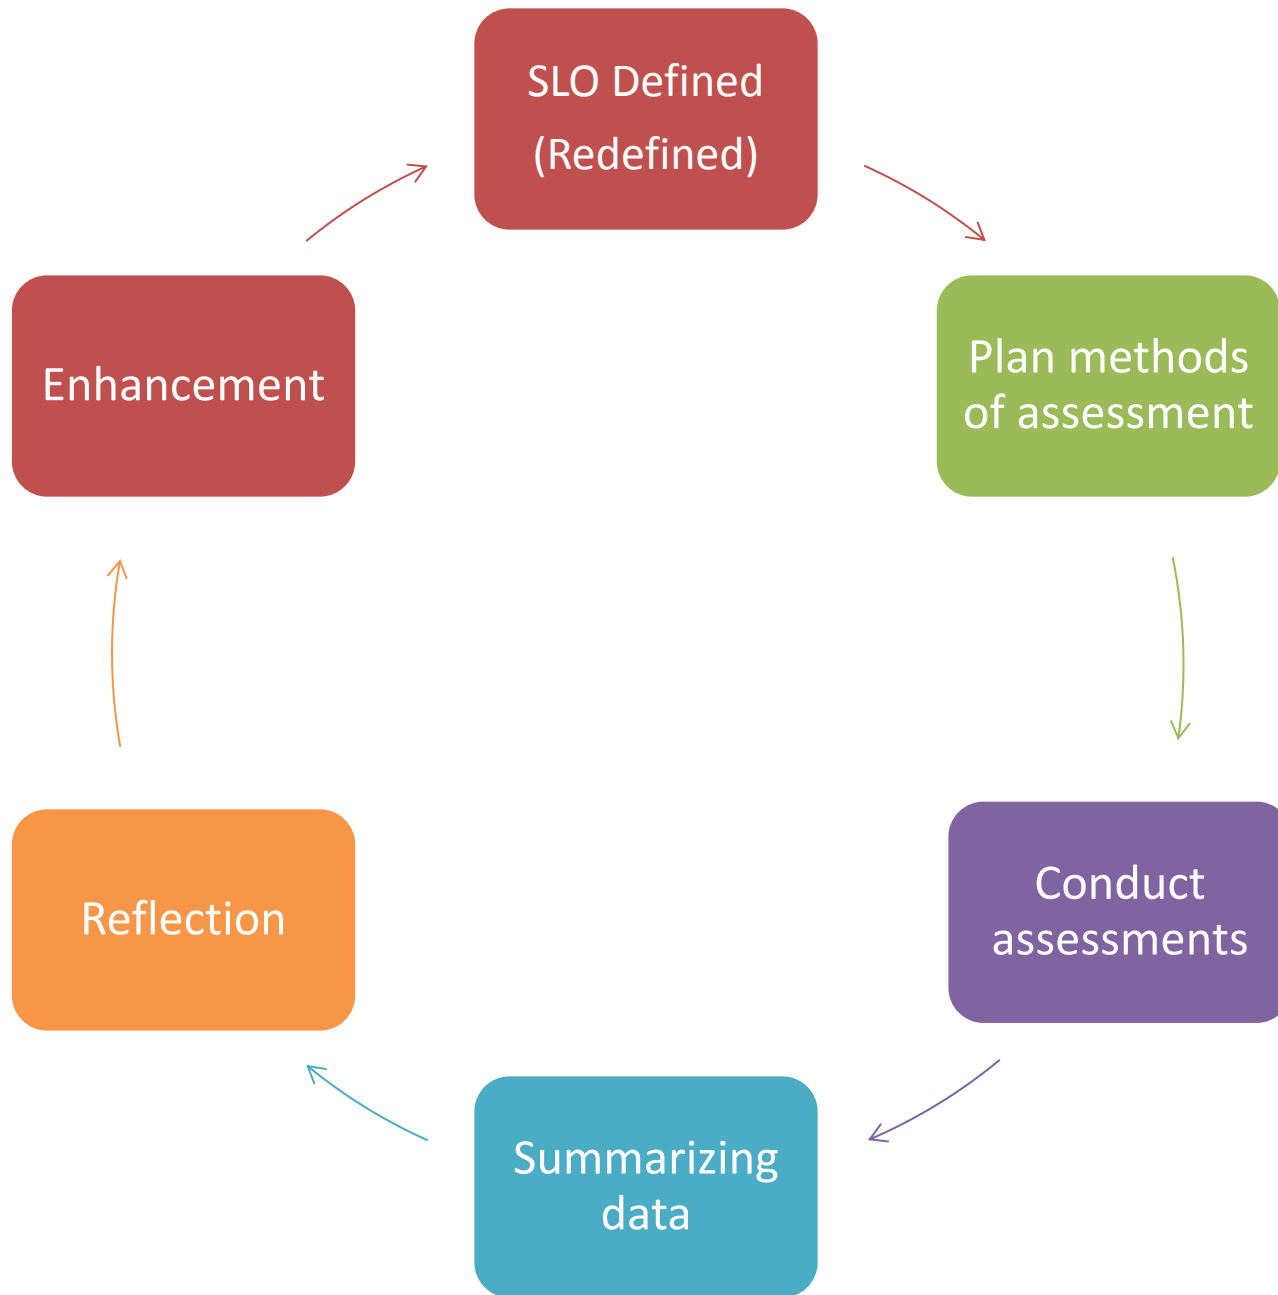 SLO Defined
(Redefined)
Plan methods
of assessment
Conduct
assessments
Summarizing
data
Reflection
Enhancement